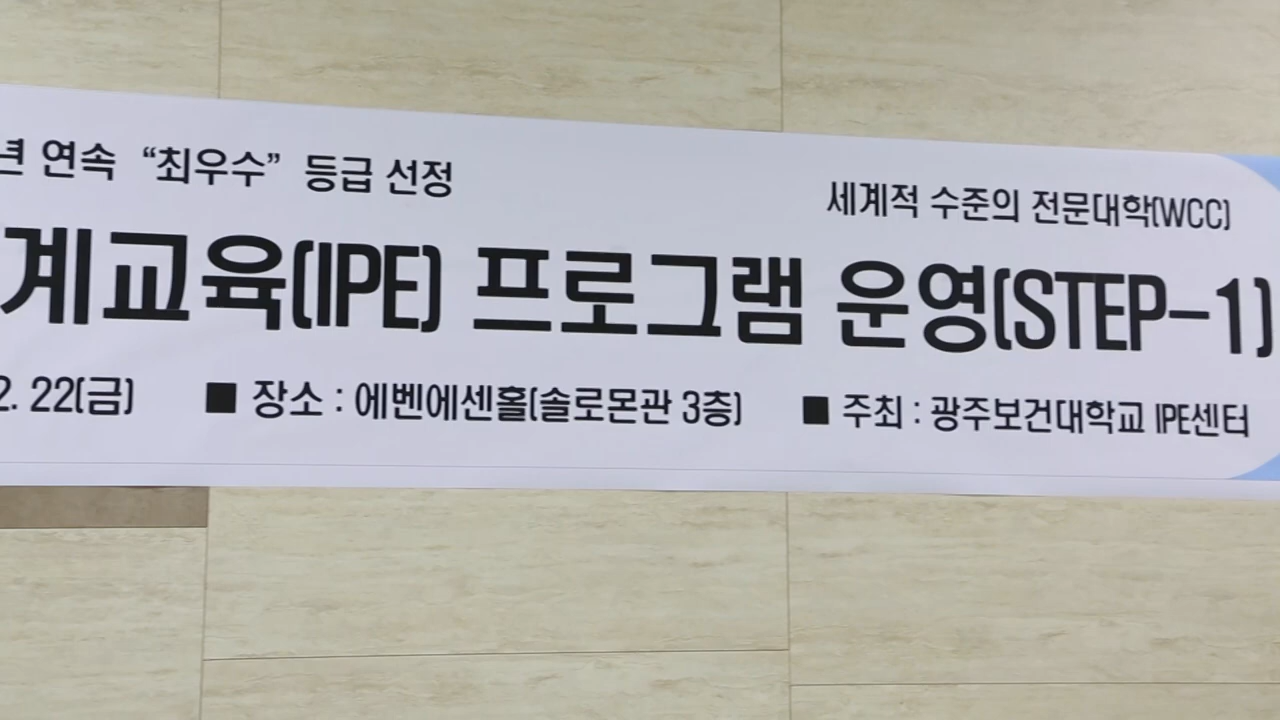 년 연속 “최우수” 등급 선정
세계적 수준의 전문대학(WCC)
계교육(IPE) 프로그램 운영(STEP-1)
2. 22(금) ■ 장소 : 에벤에센홀(솔로몬관 3층) ■ 주최 : 광주보건대학교 IPE센터